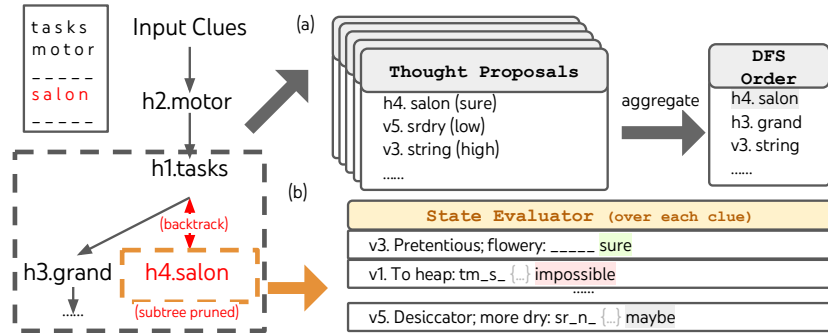 tasks
motor
_ _ _ _ _
salon
_ _ _ _ _
Input Clues
h2.motor
h1.tasks
(backtrack)
h3.grand
h4.salon
......
(subtree pruned)
(a)
Thought Proposals
h4. salon (sure)
v5. srdry (low)
v3. string (high)
......
aggregate
DFS
Order
h4. salon
h3. grand
v3. string
......
(b)
State Evaluator (over each clue)
v3. Pretentious; flowery: _____ sure
v1. To heap: tm_s_ {...} impossible
......
v5. Desiccator; more dry: sr_n_ {...} maybe